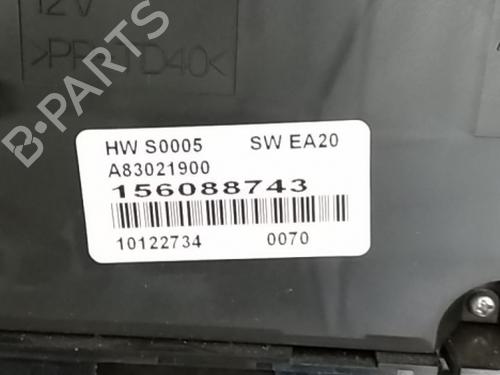 12V
>PP-TD40<
HW S0005 SW EA20
A83021900
156088743
10122734 0070
B-PARTS